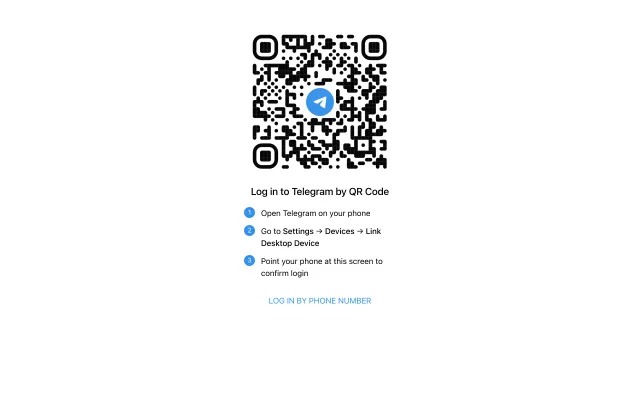 Log in to Telegram by QR Code
1 Open Telegram on your phone
2 Go to Settings → Devices → Link
Desktop Device
3 Point your phone at this screen to
confirm login
LOG IN BY PHONE NUMBER